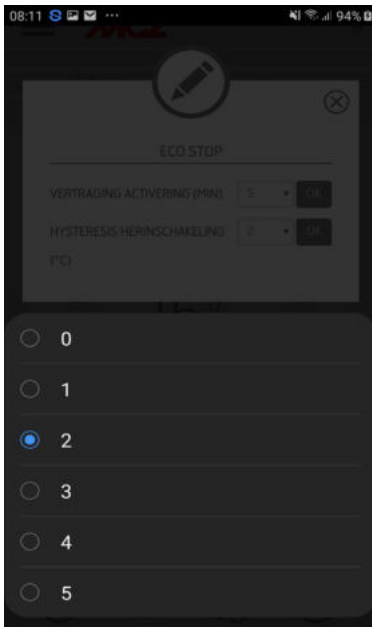 08:11 ... 94%
MCZ
ECO STOP
VERTRAGING ACTIVERING (MIN) 5 OK
HYSTERESIS HERINSCHAKELING 2 OK
(°C)
0
1
2
3
4
5